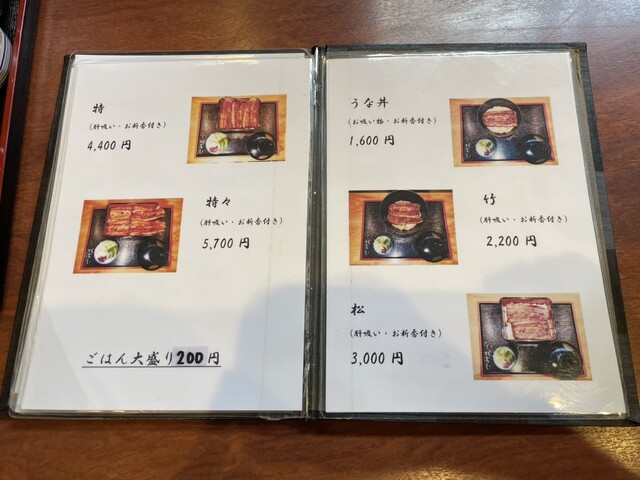 特
(肝吸い・お新香付き)
4,400 円
特々
(肝吸い・お新香付き)
5,700 円
ごはん大盛り200円
うな丼
(お吸い物・お新香付き)
1,600 円
竹
(肝吸い・お新香付き)
2,200 円
松
(肝吸い・お新香付き)
3,000 円